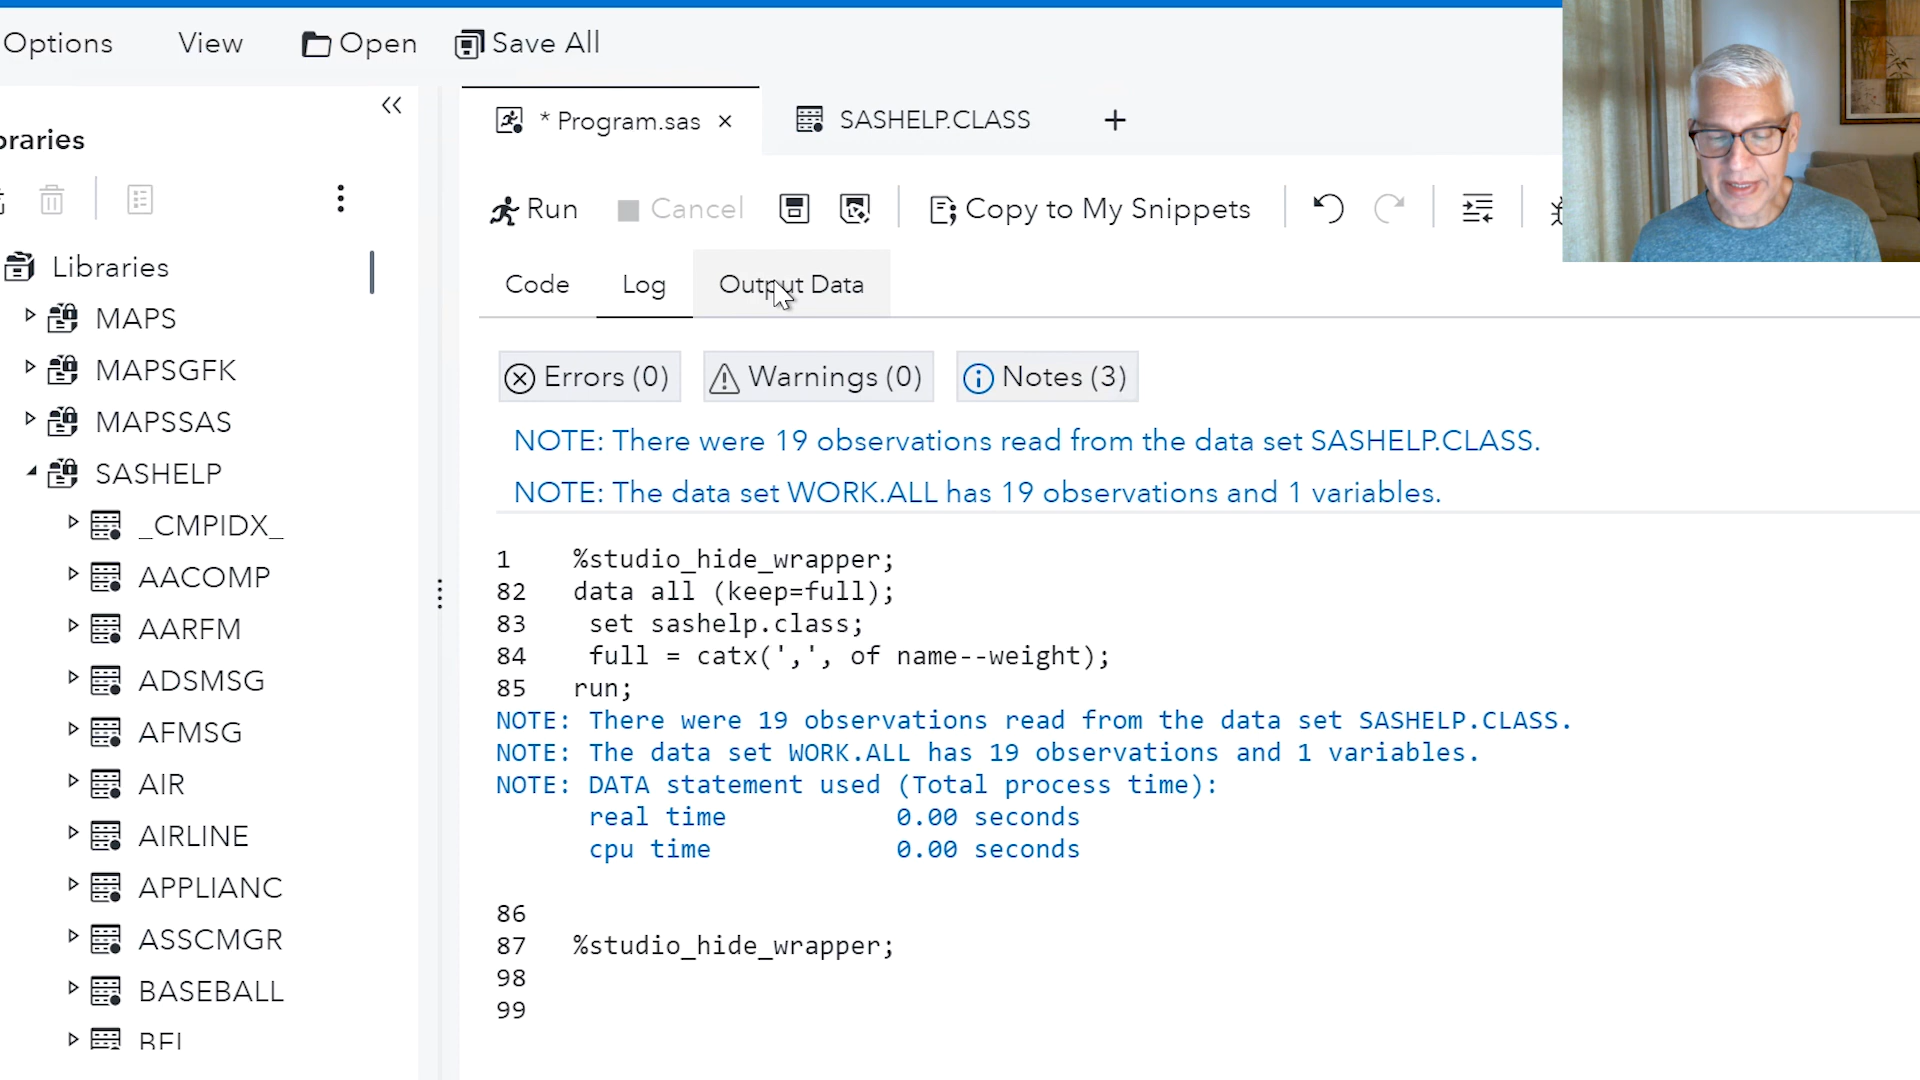 Options View Open Save All
braries
* Program.sas × SASHELP.CLASS +
Run Cancel Copy to My Snippets
Code Log Output Data
Libraries
MAPS
MAPSGFK
MAPSSAS
SASHELP
_CMPIDX_
AACOMP
AARFM
ADSMSG
AFMSG
AIR
AIRLINE
APPLIANC
ASSCMGR
BASEBALL
Errors (0) Warnings (0) Notes (3)
NOTE: There were 19 observations read from the data set SASHELP.CLASS.
NOTE: The data set WORK.ALL has 19 observations and 1 variables.
1 %studio_hide_wrapper;
82 data all (keep=full);
83 set sashelp.class;
84 full = catx(',', of name--weight);
85 run;
NOTE: There were 19 observations read from the data set SASHELP.CLASS.
NOTE: The data set WORK.ALL has 19 observations and 1 variables.
NOTE: DATA statement used (Total process time):
real time 0.00 seconds
cpu time 0.00 seconds
86
87 %studio_hide_wrapper;
98
99